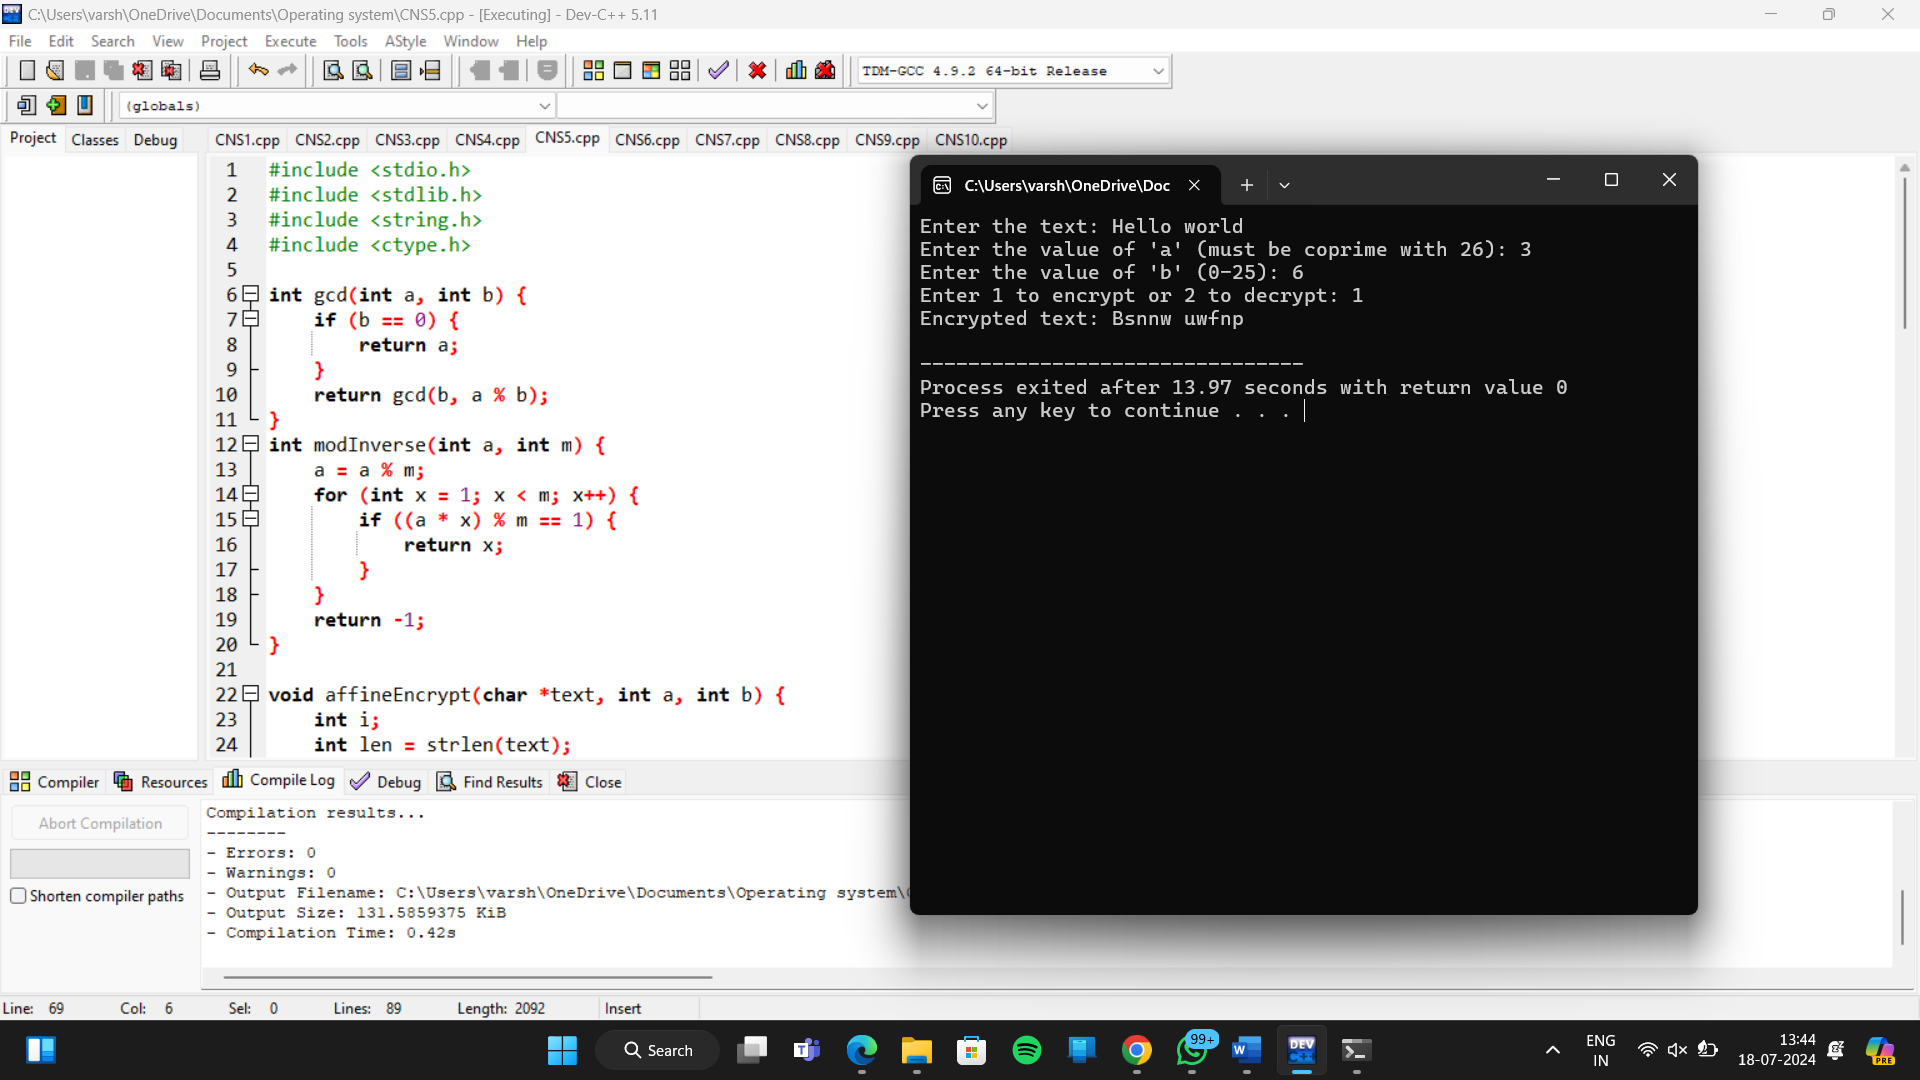 C:\Users\varsh\OneDrive\Documents\Operating system\CNS5.cpp - [Executing] - Dev-C++ 5.11
File Edit Search View Project Execute Tools AStyle Window Help
TDM-GCC 4.9.2 64-bit Release
(globals)
Project Classes Debug
CNS1.cpp CNS2.cpp CNS3.cpp CNS4.cpp CNS5.cpp CNS6.cpp CNS7.cpp CNS8.cpp CNS9.cpp CNS10.cpp
1 #include <stdio.h>
2 #include <stdlib.h>
3 #include <string.h>
4 #include <ctype.h>
5
6 int gcd(int a, int b) {
7 if (b == 0) {
8 return a;
9 }
10 return gcd(b, a % b);
11 }
12 int modInverse(int a, int m) {
13 a = a % m;
14 for (int x = 1; x < m; x++) {
15 if ((a * x) % m == 1) {
16 return x;
17 }
18 }
19 return -1;
20 }
21
22 void affineEncrypt(char *text, int a, int b) {
23 int i;
24 int len = strlen(text);
C:\Users\varsh\OneDrive\Doc
Enter the text: Hello world
Enter the value of 'a' (must be coprime with 26): 3
Enter the value of 'b' (0-25): 6
Enter 1 to encrypt or 2 to decrypt: 1
Encrypted text: Bsnnw uwfnp
--------------------------------
Process exited after 13.97 seconds with return value 0
Press any key to continue . . .
Compiler Resources Compile Log Debug Find Results Close
Abort Compilation
Shorten compiler paths
Compilation results...
--------
- Errors: 0
- Warnings: 0
- Output Filename: C:\Users\varsh\OneDrive\Documents\Operating system\
- Output Size: 131.5859375 KiB
- Compilation Time: 0.42s
Line: 69 Col: 6 Sel: 0 Lines: 89 Length: 2092 Insert
Search
99+
DEV
C++
ENG
IN
13:44
18-07-2024
PRE